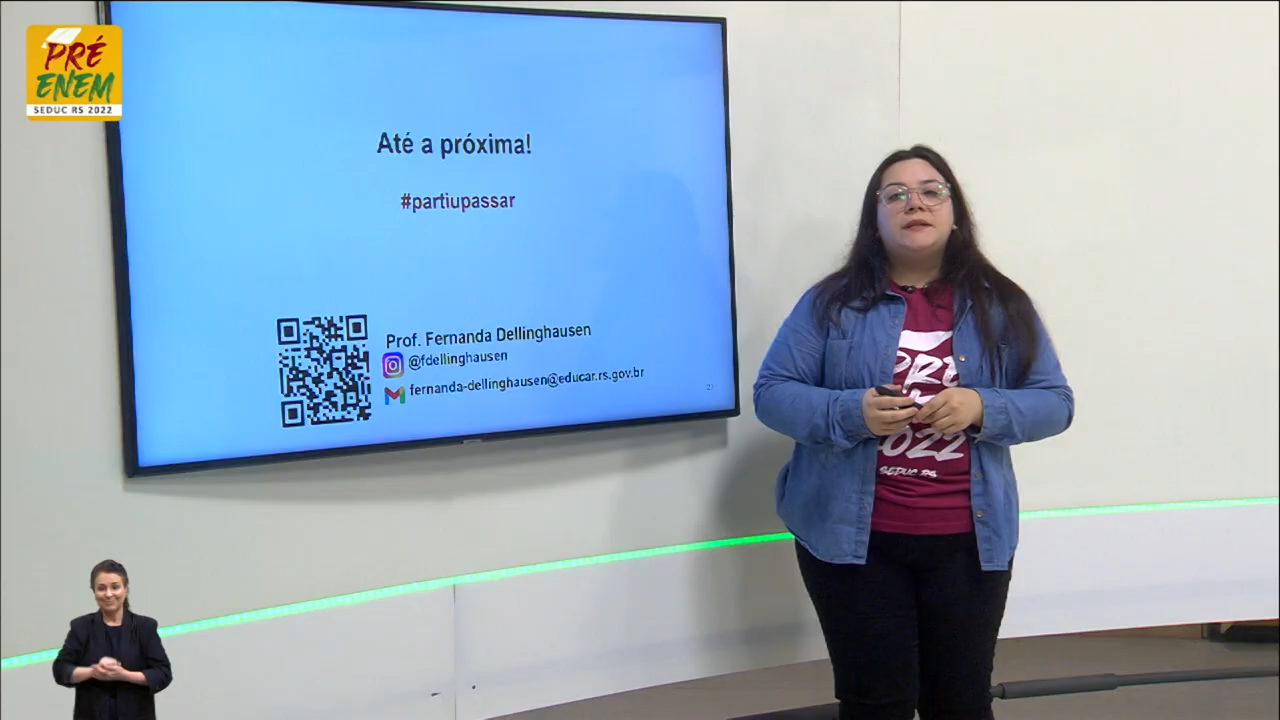 PRÉ
ENEM
SEDUC RS 2022
Até a próxima!
#partiupassar
Prof. Fernanda Dellinghausen
@fdellinghausen
fernanda-dellinghausen@educar.rs.gov.br
PRÉ
2022
SEDUC RS